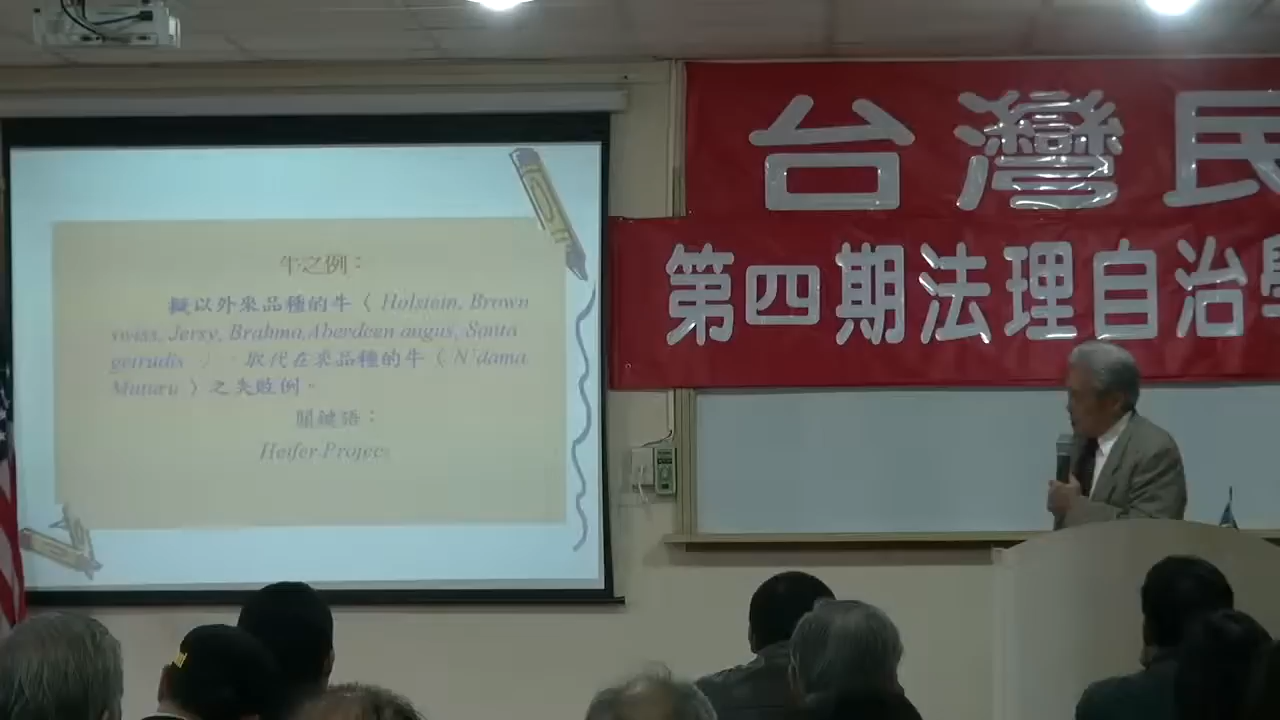 牛之例：
擬以外來品種的牛（Holstein, Brown
swiss, Jersy, Brahma, Aberdeen angus, Santa
getrudis ），取代在來品種的牛（N'dama
Muturu）之失敗例。
關鍵語：
Heifer Project
台灣民
第四期法理自治學